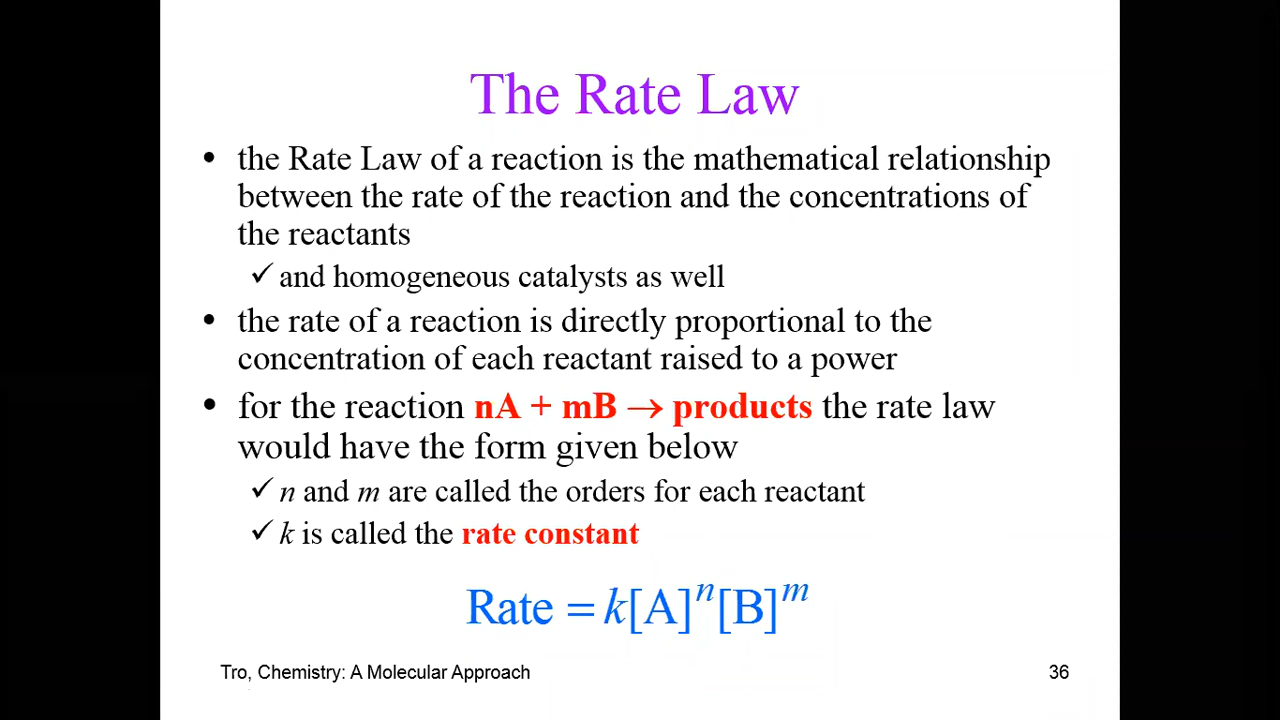 The Rate Law
• the Rate Law of a reaction is the mathematical relationship
between the rate of the reaction and the concentrations of
the reactants
✓ and homogeneous catalysts as well
• the rate of a reaction is directly proportional to the
concentration of each reactant raised to a power
• for the reaction nA + mB → products the rate law
would have the form given below
✓ n and m are called the orders for each reactant
✓ k is called the rate constant
Rate = k[A]ⁿ[B]ᵐ
Tro, Chemistry: A Molecular Approach 36